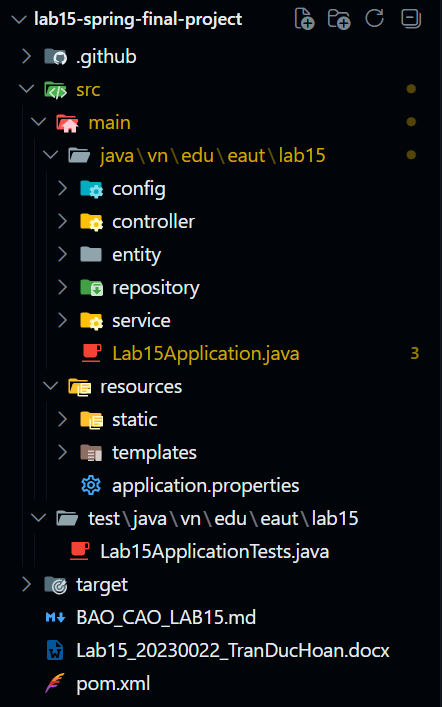 lab15-spring-final-project
.github
src
main
java\vn\edu\eaut\lab15
config
controller
entity
repository
service
Lab15Application.java 3
resources
static
templates
application.properties
test\java\vn\edu\eaut\lab15
Lab15ApplicationTests.java
target
BAO_CAO_LAB15.md
Lab15_20230022_TranDucHoan.docx
pom.xml